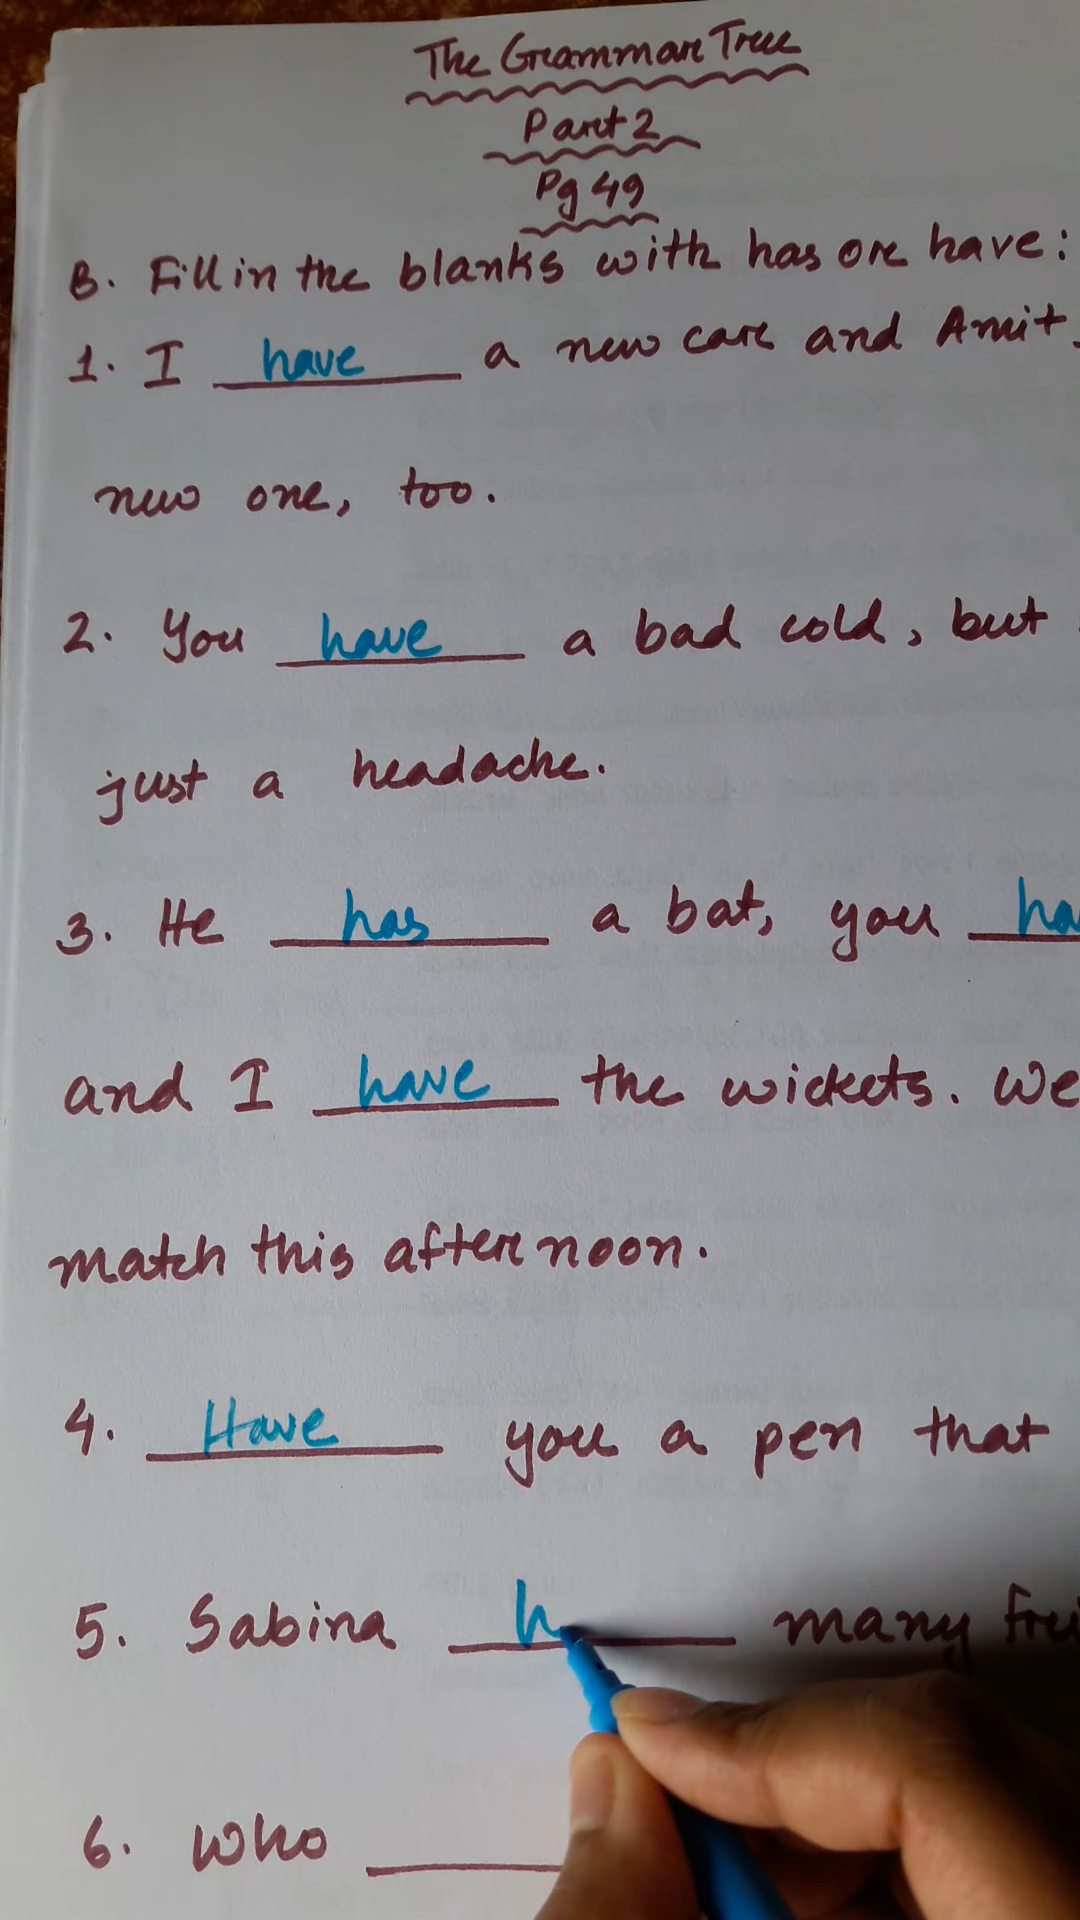 The Grammar Tree
Part 2
Pg 49
B. Fill in the blanks with has or have:
1. I have a new car and Amit
new one, too.
2. You have a bad cold, but
just a headache.
3. He has a bat, you
and I have the wickets. We
match this afternoon.
4. Have you a pen that
5. Sabina h many
6. Who